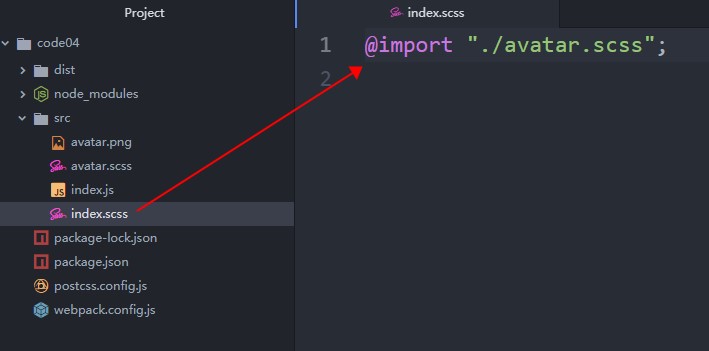 Project
code04
dist
node_modules
src
avatar.png
avatar.scss
index.js
index.scss
package-lock.json
package.json
postcss.config.js
webpack.config.js
index.scss
1 @import "./avatar.scss";
2